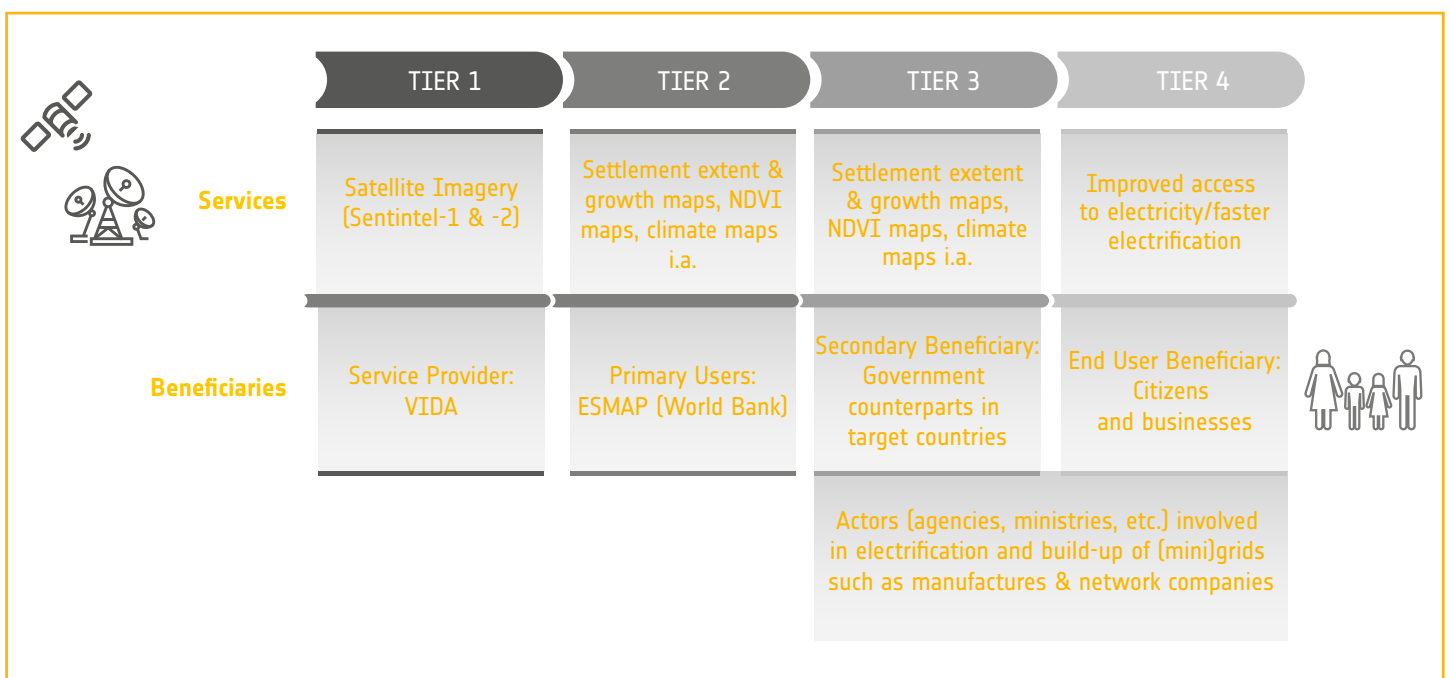 TIER 1
TIER 2
TIER 3
TIER 4
Services
Satellite Imagery
(Sentintel-1 & -2)
Settlement extent &
growth maps, NDVI
maps, climate maps
i.a.
Settlement exetent
& growth maps,
NDVI maps, climate
maps i.a.
Improved access
to electricity/faster
electrification
Beneficiaries
Service Provider:
VIDA
Primary Users:
ESMAP (World Bank)
Secondary Beneficiary:
Government
counterparts in
target countries
End User Beneficiary:
Citizens
and businesses
Actors (agencies, ministries, etc.) involved
in electrification and build-up of (mini)grids
such as manufactures & network companies